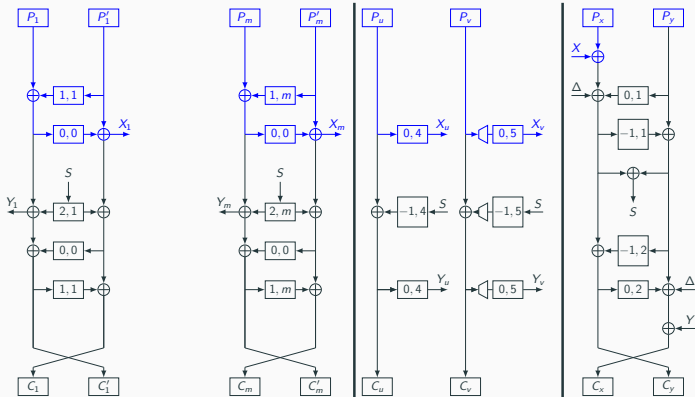 P₁ P′₁ Pₘ P′ₘ Pᵤ Pᵥ Pₓ P_y
X
1, 1 1, m Δ 0, 1
0, 0 X₁ 0, 0 Xₘ 0, 4 Xᵤ 0, 5 Xᵥ −1, 1
S S
Y₁ 2, 1 Yₘ 2, m −1, 4 S −1, 5 S S
0, 0 0, 0 −1, 2
1, 1 1, m 0, 4 Yᵤ 0, 5 Yᵥ 0, 2 Δ
Y
C₁ C′₁ Cₘ C′ₘ Cᵤ Cᵥ Cₓ C_y